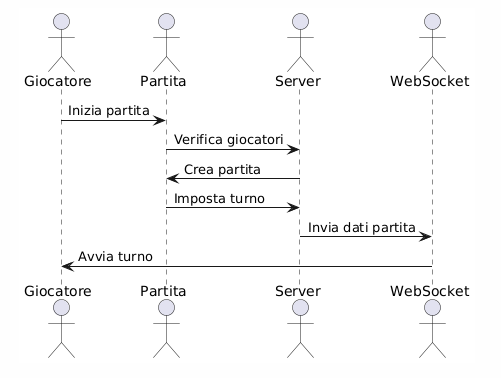 Giocatore Partita Server WebSocket
Inizia partita
Verifica giocatori
Crea partita
Imposta turno
Invia dati partita
Avvia turno
Giocatore Partita Server WebSocket